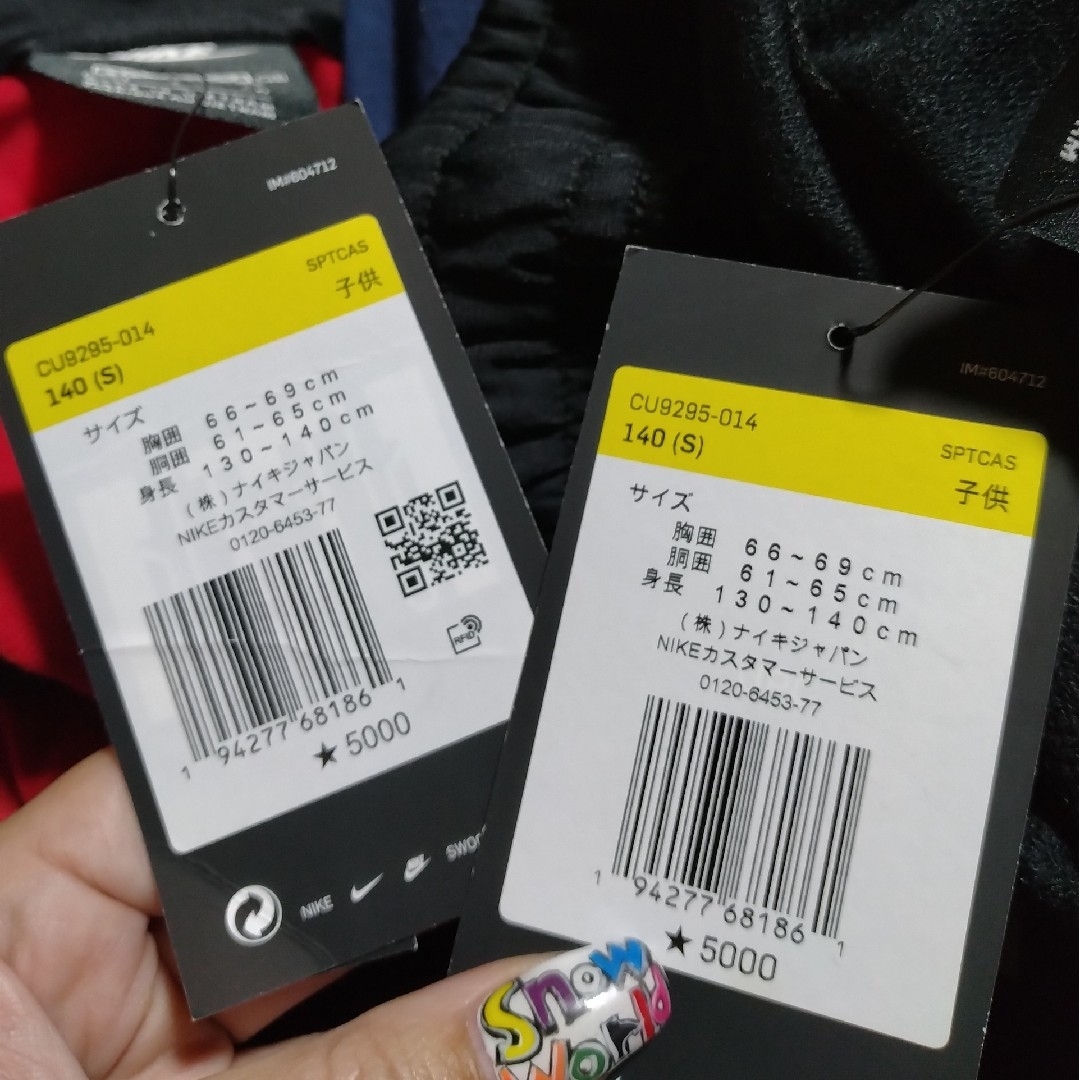 IM#604712
SPTCAS
子供
CU9295-014
140 (S)
サイズ
胸囲 66~69cm
胴囲 61~65cm
身長 130~140cm
(株)ナイキジャパン
NIKEカスタマーサービス
0120-6453-77
RFID
1 94277 68186 1
★5000
NIKE
IM#604712
CU9295-014
140 (S)
SPTCAS
子供
サイズ
胸囲 66~69cm
胴囲 61~65cm
身長 130~140cm
(株)ナイキジャパン
NIKEカスタマーサービス
0120-6453-77
1 94277 68186 1
★5000
Snow
World